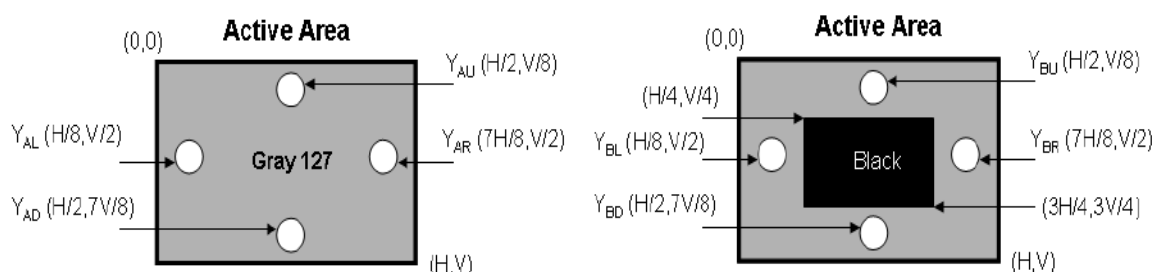 Active Area
(0,0)
Y_AU (H/2,V/8)
Y_AL (H/8,V/2)
Gray 127
Y_AR (7H/8,V/2)
Y_AD (H/2,7V/8)
(H,V)
Active Area
(0,0)
Y_BU (H/2,V/8)
(H/4,V/4)
Y_BL (H/8,V/2)
Black
Y_BR (7H/8,V/2)
Y_BD (H/2,7V/8)
(3H/4,3V/4)
(H,V)